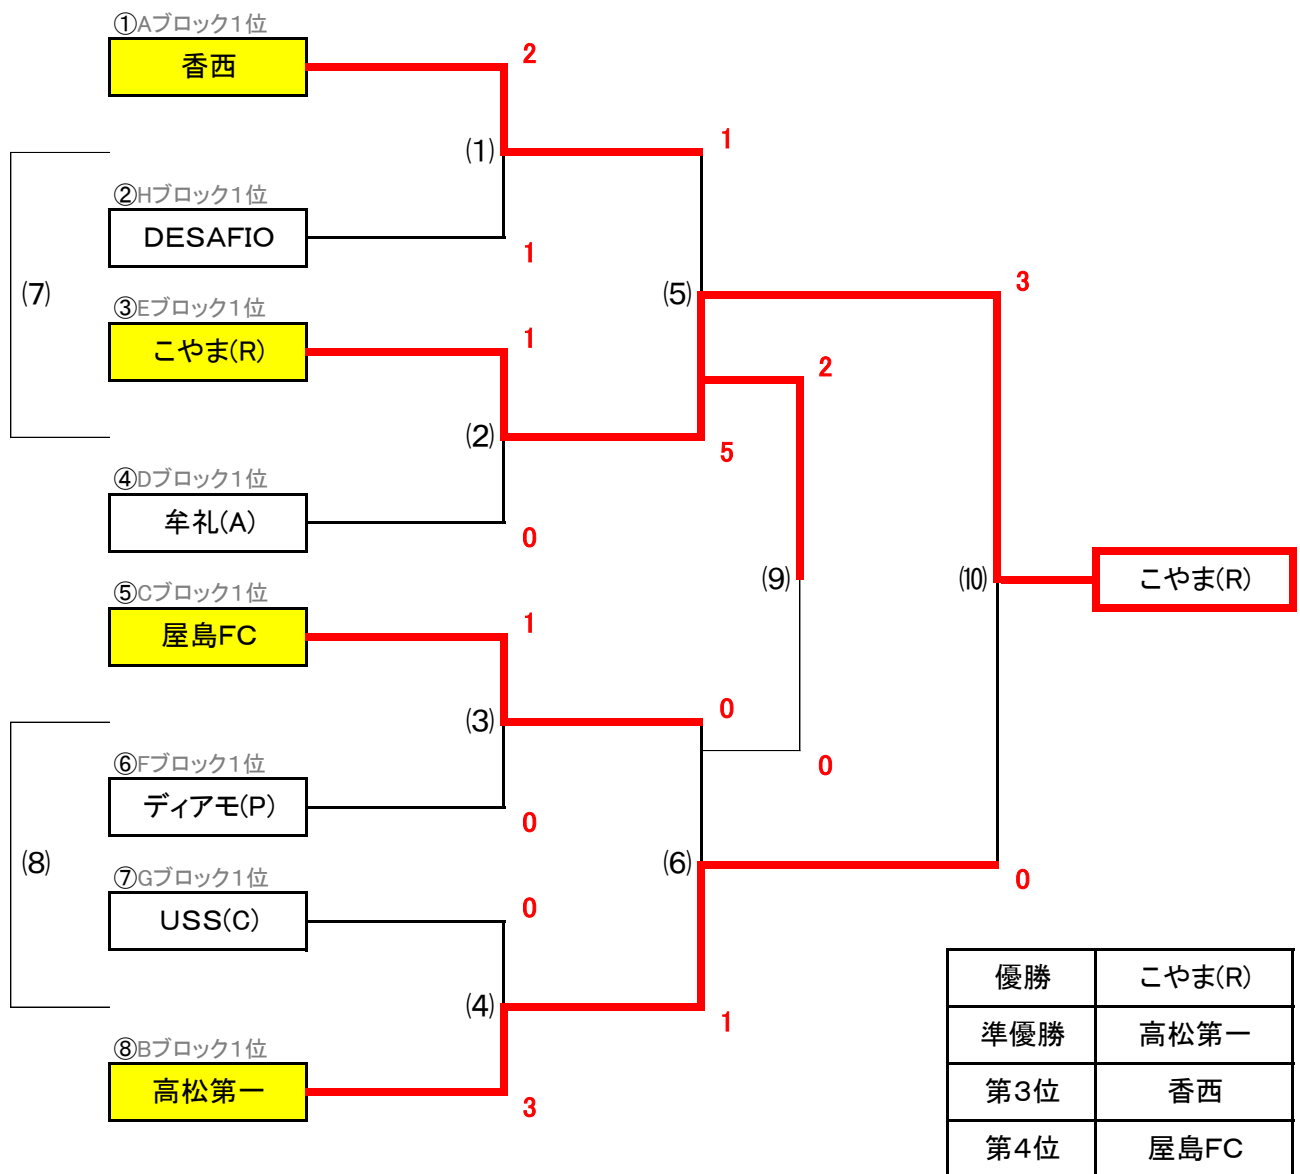 ①Aブロック１位
香西
2
(1)
1
②Hブロック１位
DESAFIO
1
(7)
(5)
3
③Eブロック１位
こやま(R)
1
2
(2)
5
④Dブロック１位
牟礼(A)
0
(9)
(10)
こやま(R)
⑤Cブロック１位
屋島FC
1
(3)
0
⑥Fブロック１位
ディアモ(P)
0
0
(8)
(6)
0
⑦Gブロック１位
USS(C)
0
(4)
1
⑧Bブロック１位
高松第一
3
優勝 こやま(R)
準優勝 高松第一
第３位 香西
第４位 屋島FC